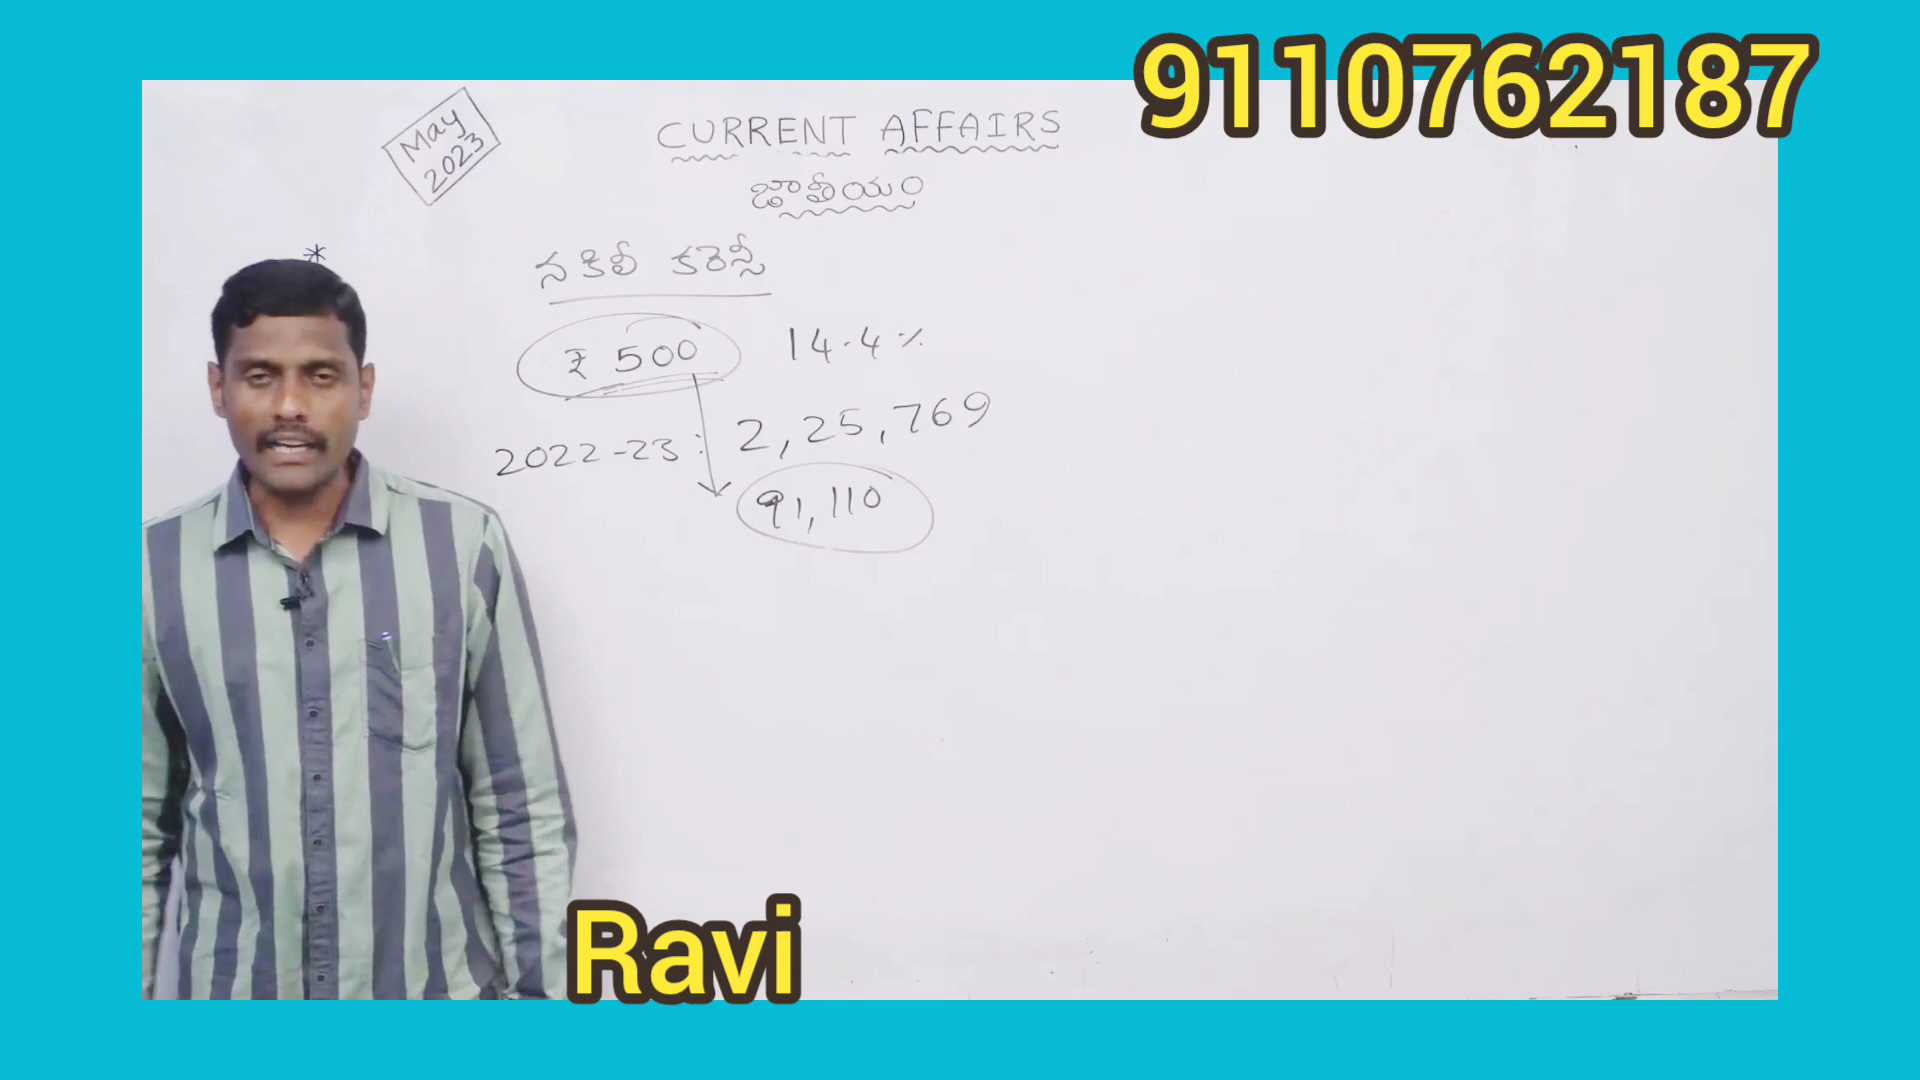 9110762187
May
2023
CURRENT AFFAIRS
జాతీయం
*
నకిలీ కరెన్సీ
₹ 500 14.4%
2022-23: 2,25,769
91,110
Ravi